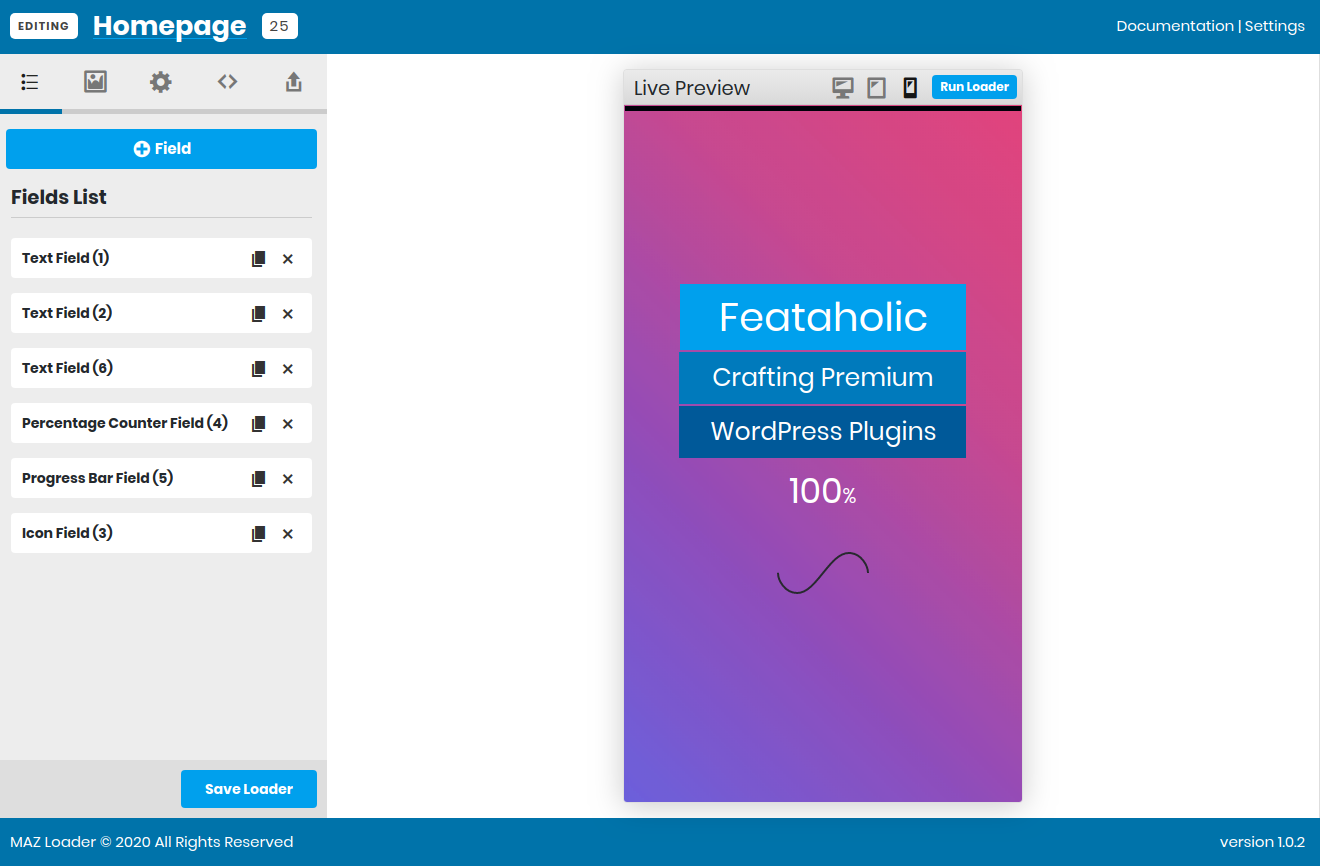 EDITING Homepage 25 Documentation | Settings
Field
Fields List
Text Field (1)
Text Field (2)
Text Field (6)
Percentage Counter Field (4)
Progress Bar Field (5)
Icon Field (3)
Save Loader
Live Preview Run Loader
Feataholic
Crafting Premium
WordPress Plugins
100%
MAZ Loader © 2020 All Rights Reserved version 1.0.2